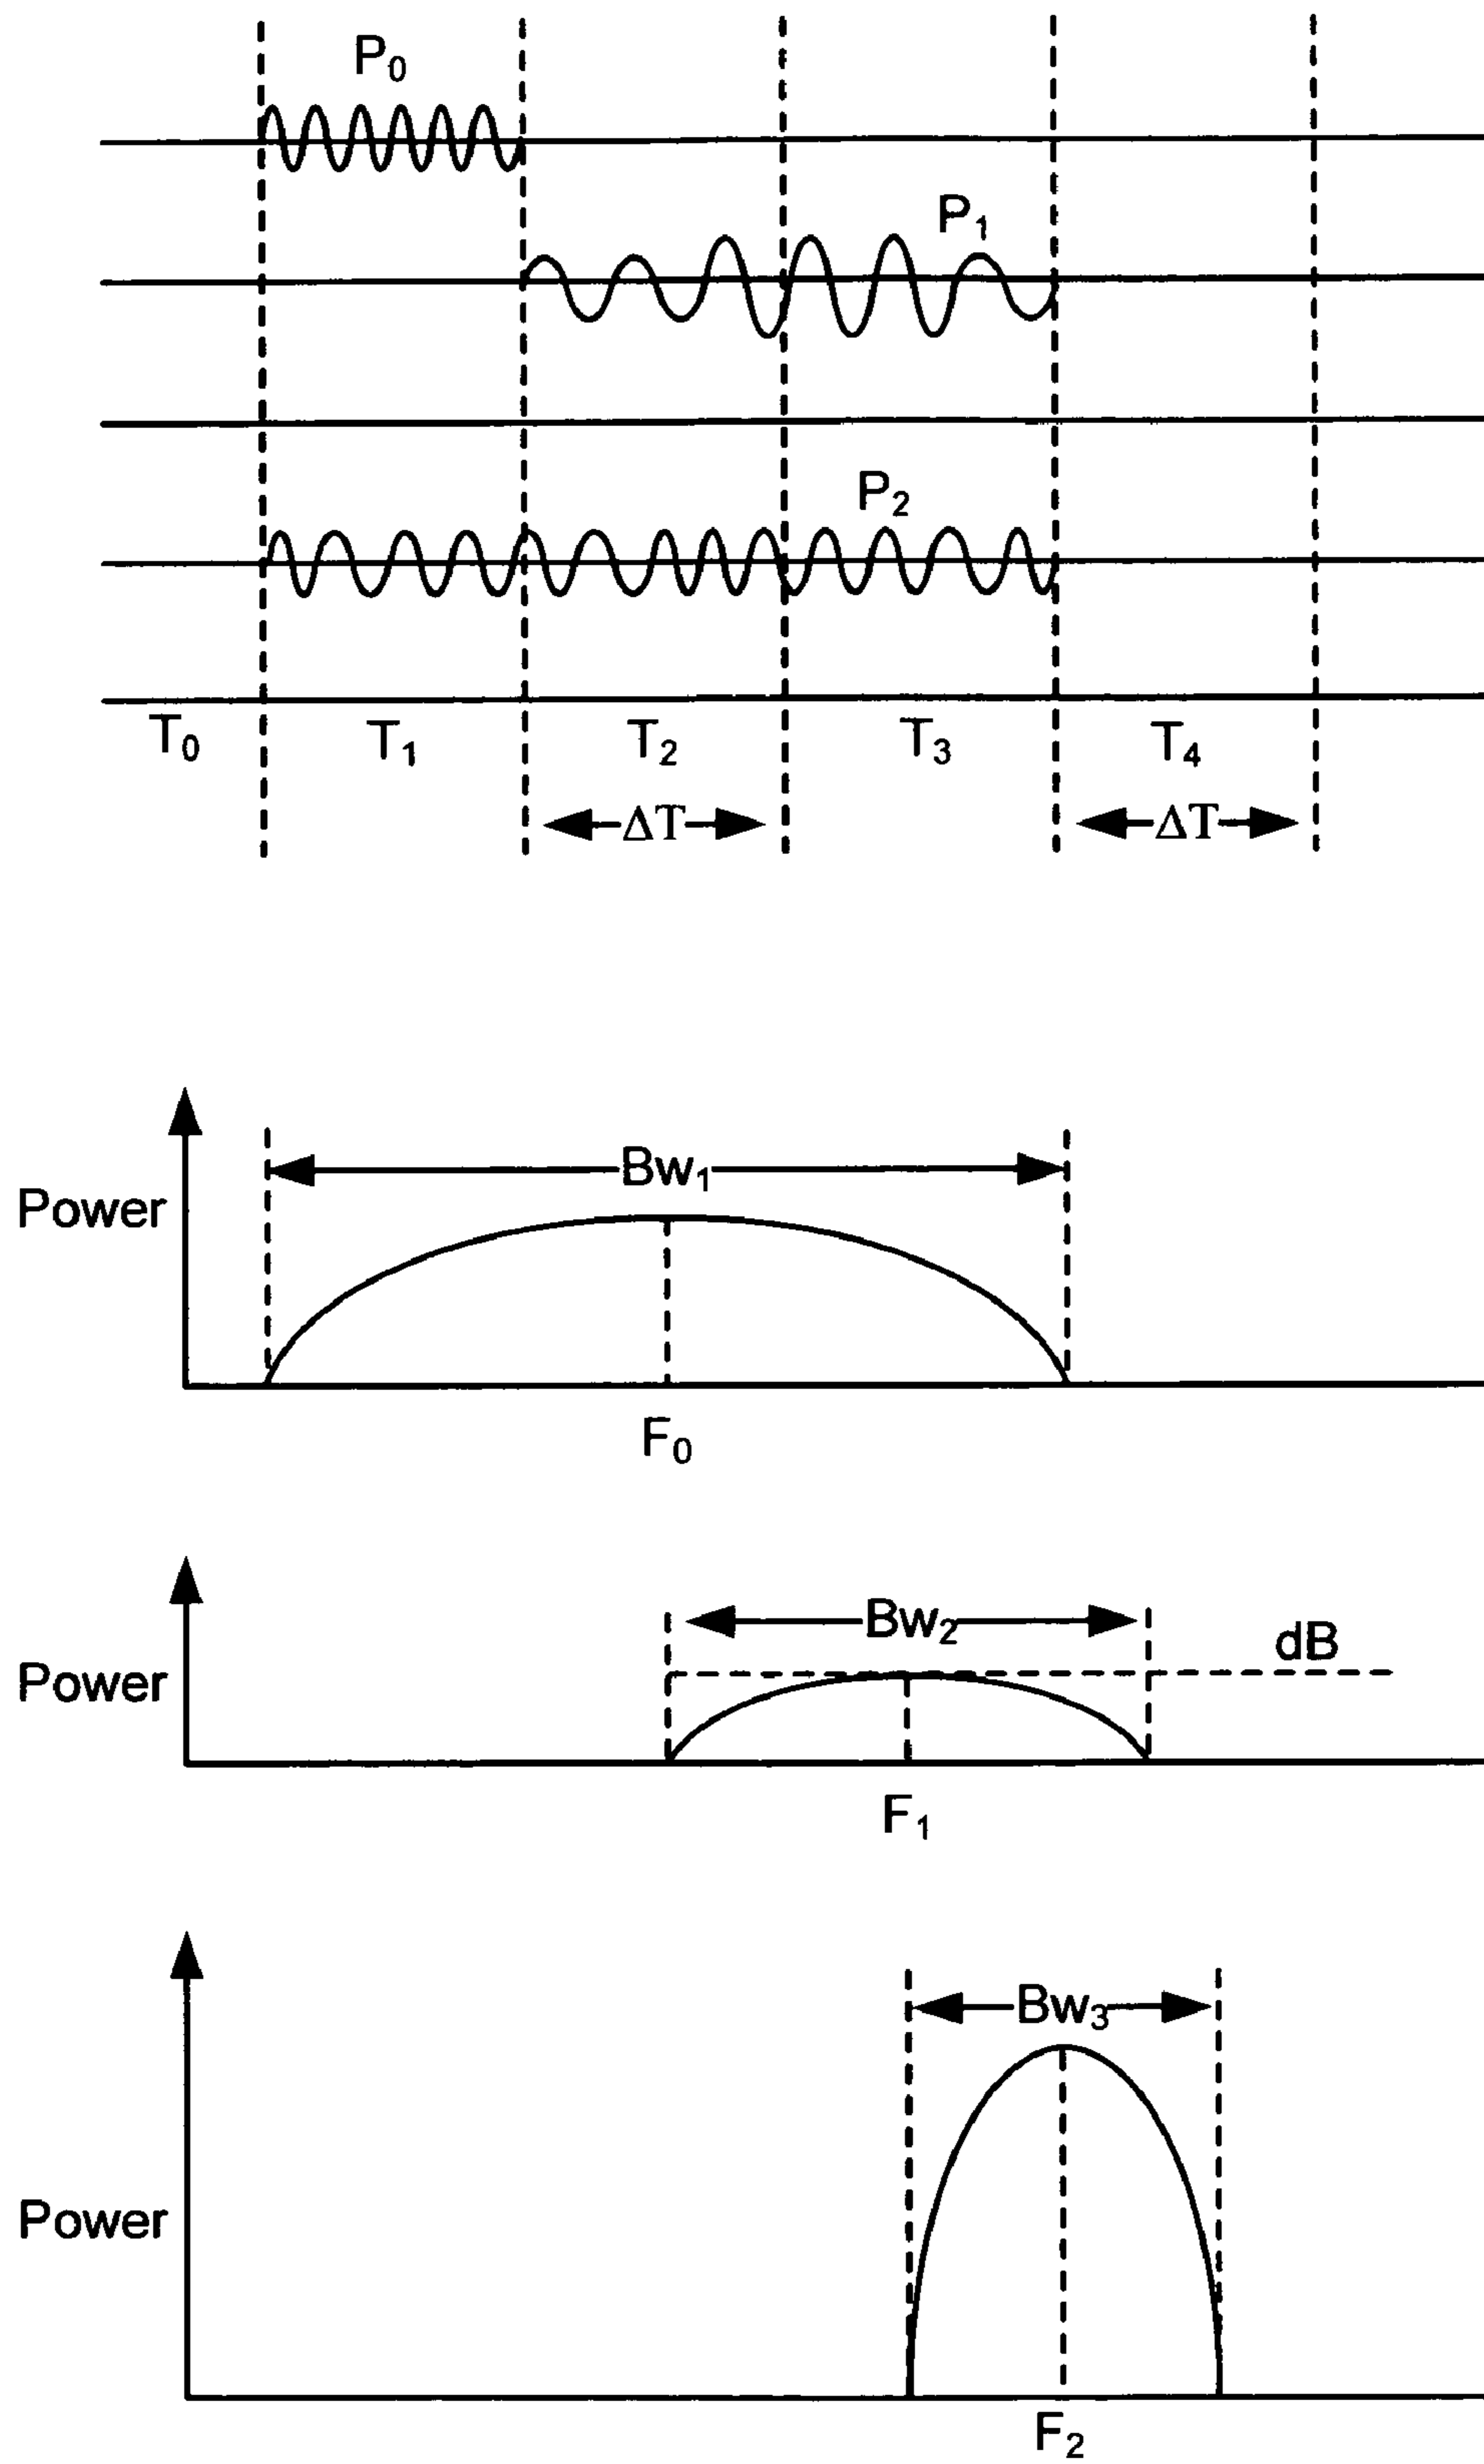 P₀
P₁
P₂
T₀ T₁ T₂ T₃ T₄
ΔT ΔT
Bw₁
Power
F₀
Bw₂
dB
Power
F₁
Bw₃
Power
F₂